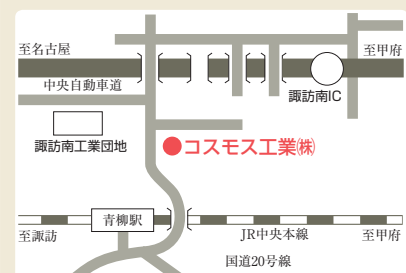 至名古屋
至甲府
中央自動車道
諏訪南IC
諏訪南工業団地
コスモス工業㈱
青柳駅
至諏訪
JR中央本線
至甲府
国道20号線